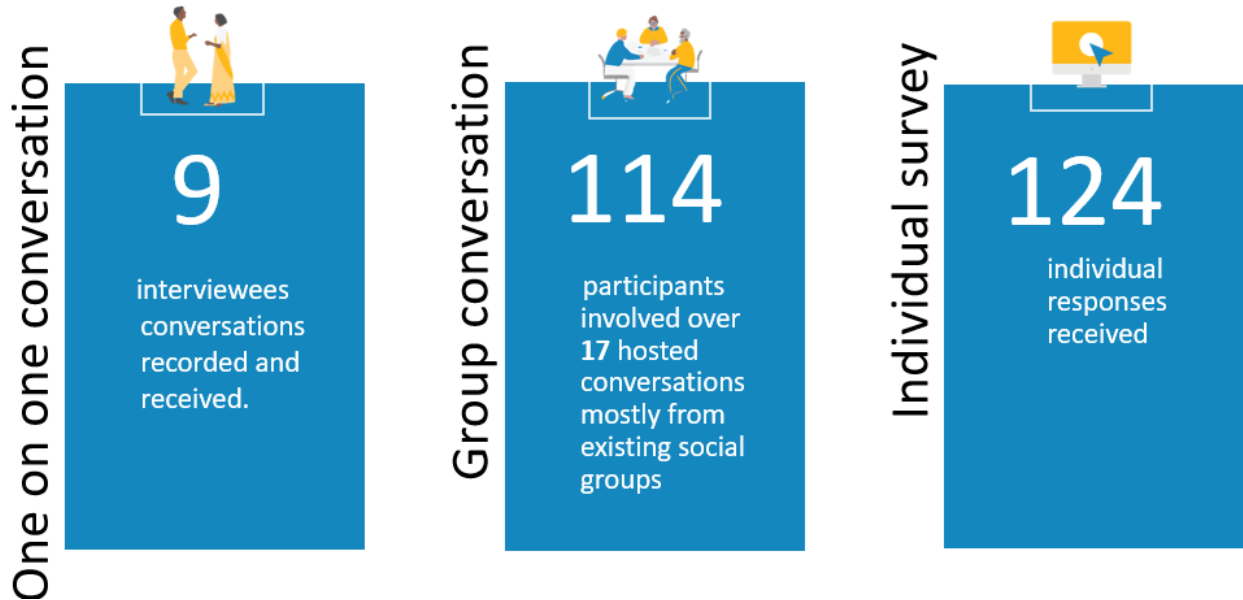 One on one conversation
9
interviewees
conversations
recorded and
received.
Group conversation
114
participants
involved over
17 hosted
conversations
mostly from
existing social
groups
Individual survey
124
individual
responses
received